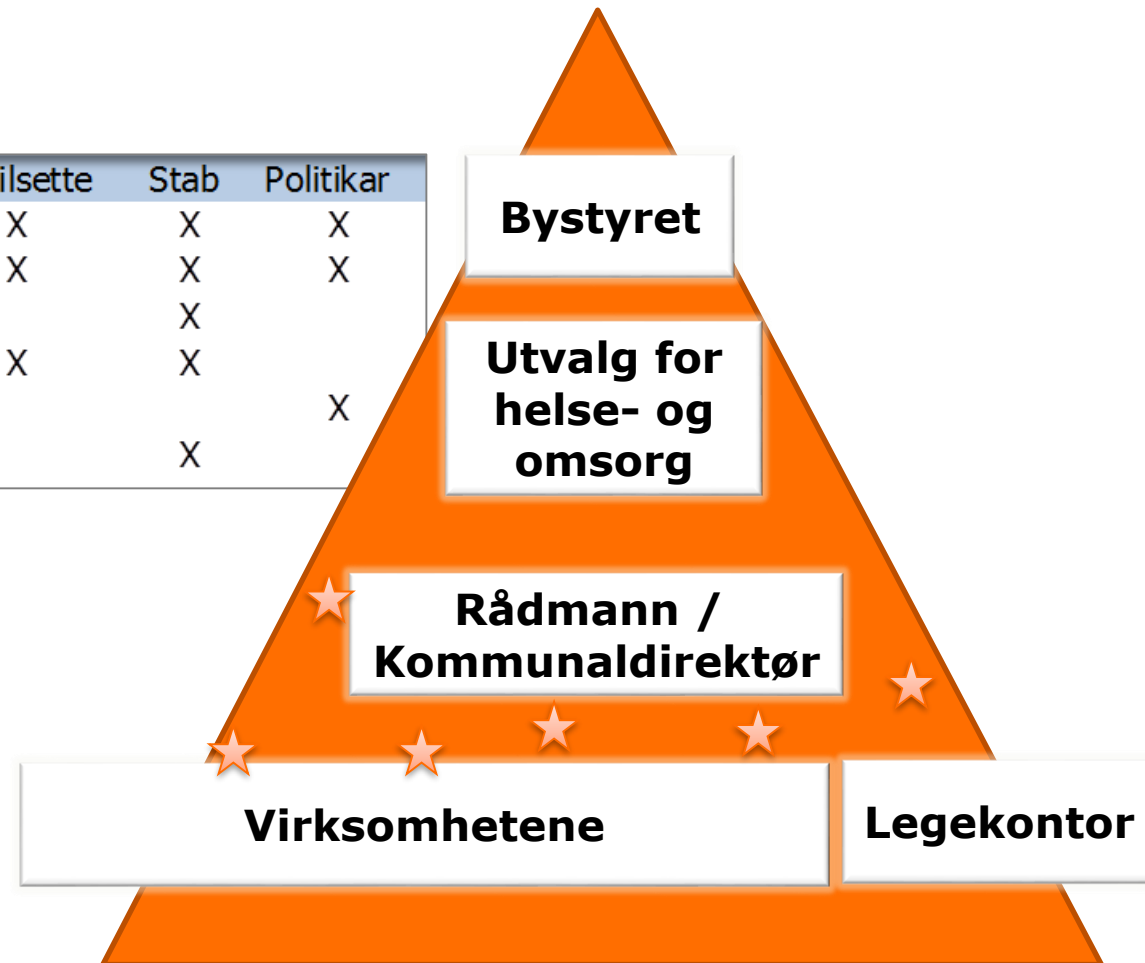 ilsette Stab Politikar
X X X
X X X
X
X X
X
X
Bystyret
Utvalg for
helse- og
omsorg
Rådmann /
Kommunaldirektør
Virksomhetene
Legekontor